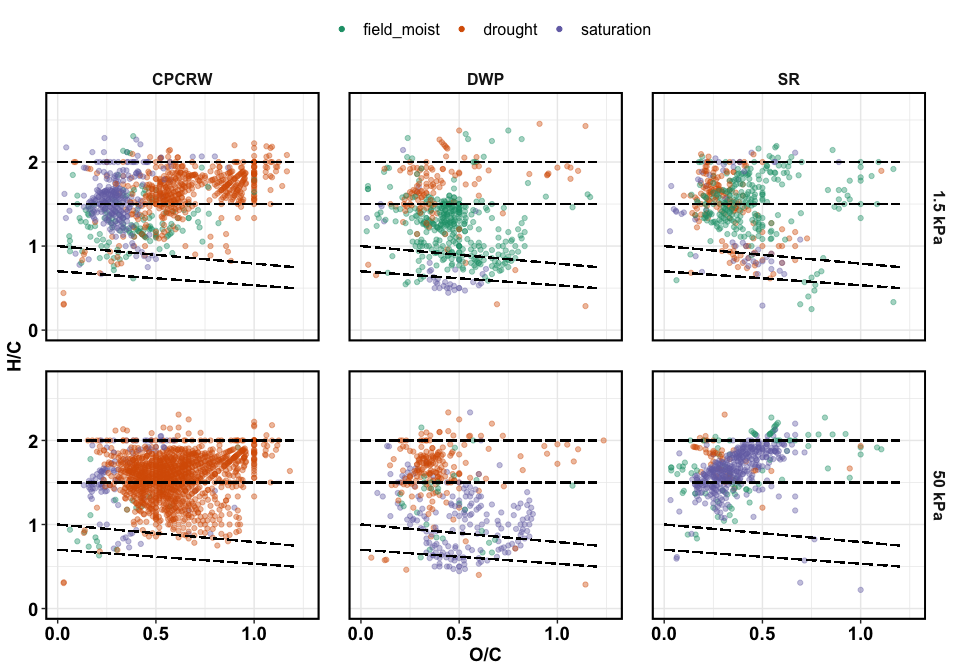 field_moist drought saturation
CPCRW DWP SR
2
1
0
1.5 kPa
H/C
2
1
0
50 kPa
0.0 0.5 1.0 0.0 0.5 1.0 0.0 0.5 1.0
O/C